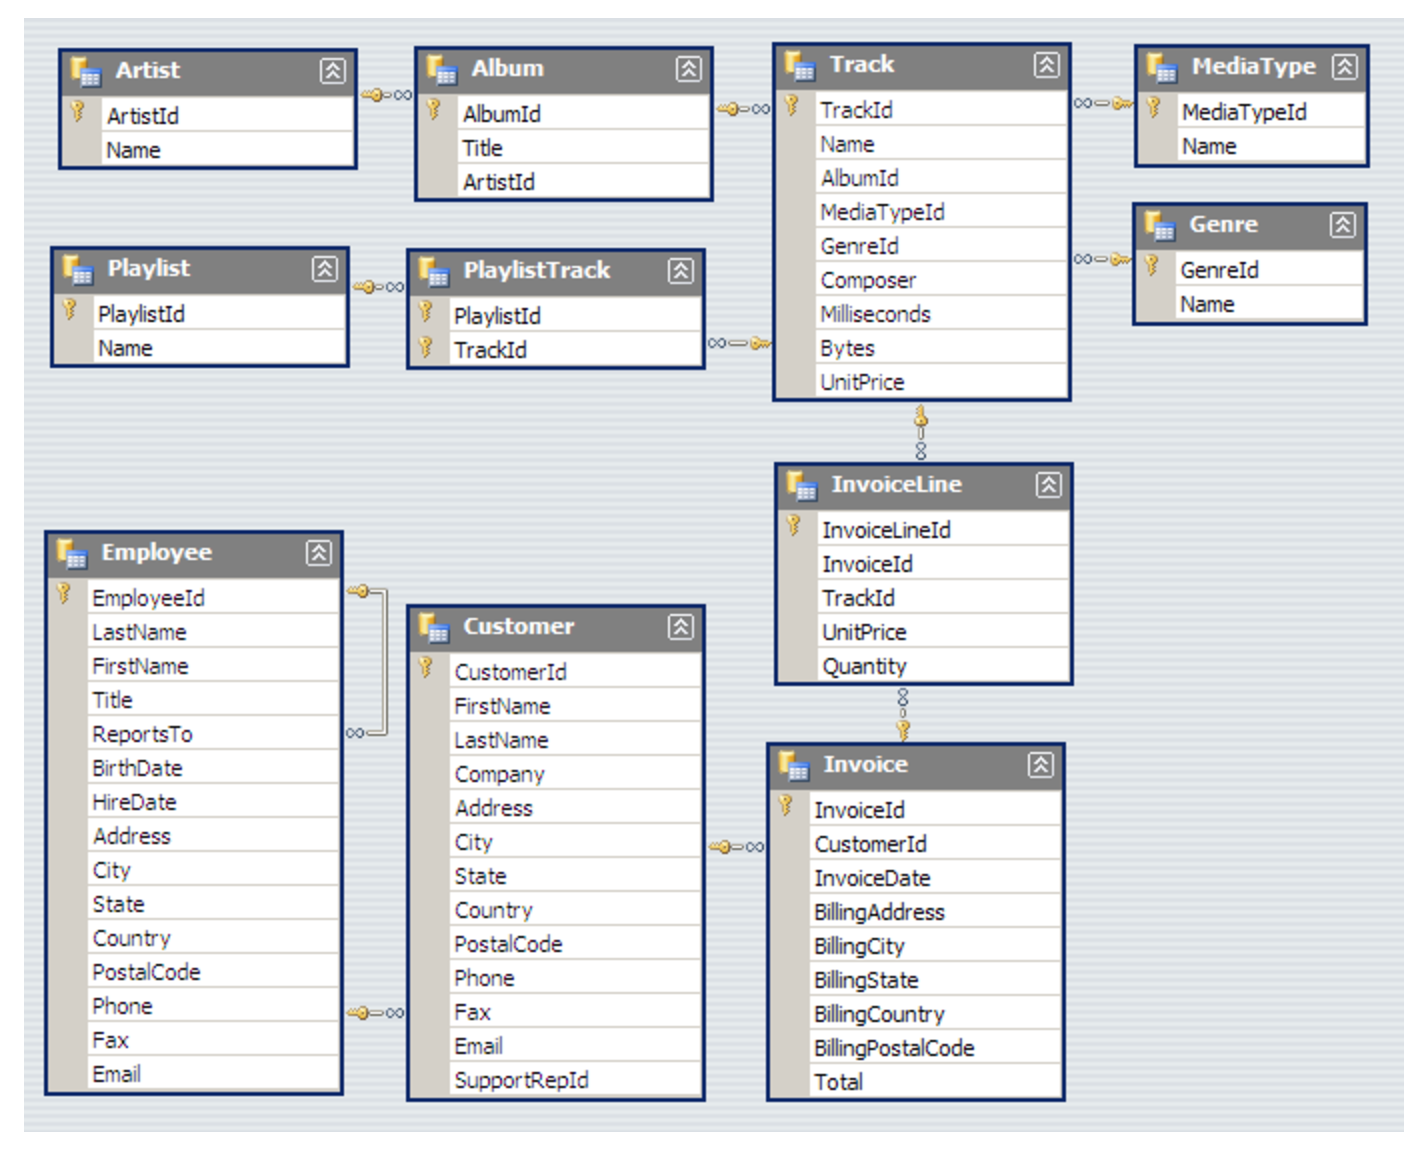 Artist
ArtistId
Name
Album
AlbumId
Title
ArtistId
Track
TrackId
Name
AlbumId
MediaTypeId
GenreId
Composer
Milliseconds
Bytes
UnitPrice
MediaType
MediaTypeId
Name
Genre
GenreId
Name
Playlist
PlaylistId
Name
PlaylistTrack
PlaylistId
TrackId
InvoiceLine
InvoiceLineId
InvoiceId
TrackId
UnitPrice
Quantity
Employee
EmployeeId
LastName
FirstName
Title
ReportsTo
BirthDate
HireDate
Address
City
State
Country
PostalCode
Phone
Fax
Email
Customer
CustomerId
FirstName
LastName
Company
Address
City
State
Country
PostalCode
Phone
Fax
Email
SupportRepId
Invoice
InvoiceId
CustomerId
InvoiceDate
BillingAddress
BillingCity
BillingState
BillingCountry
BillingPostalCode
Total